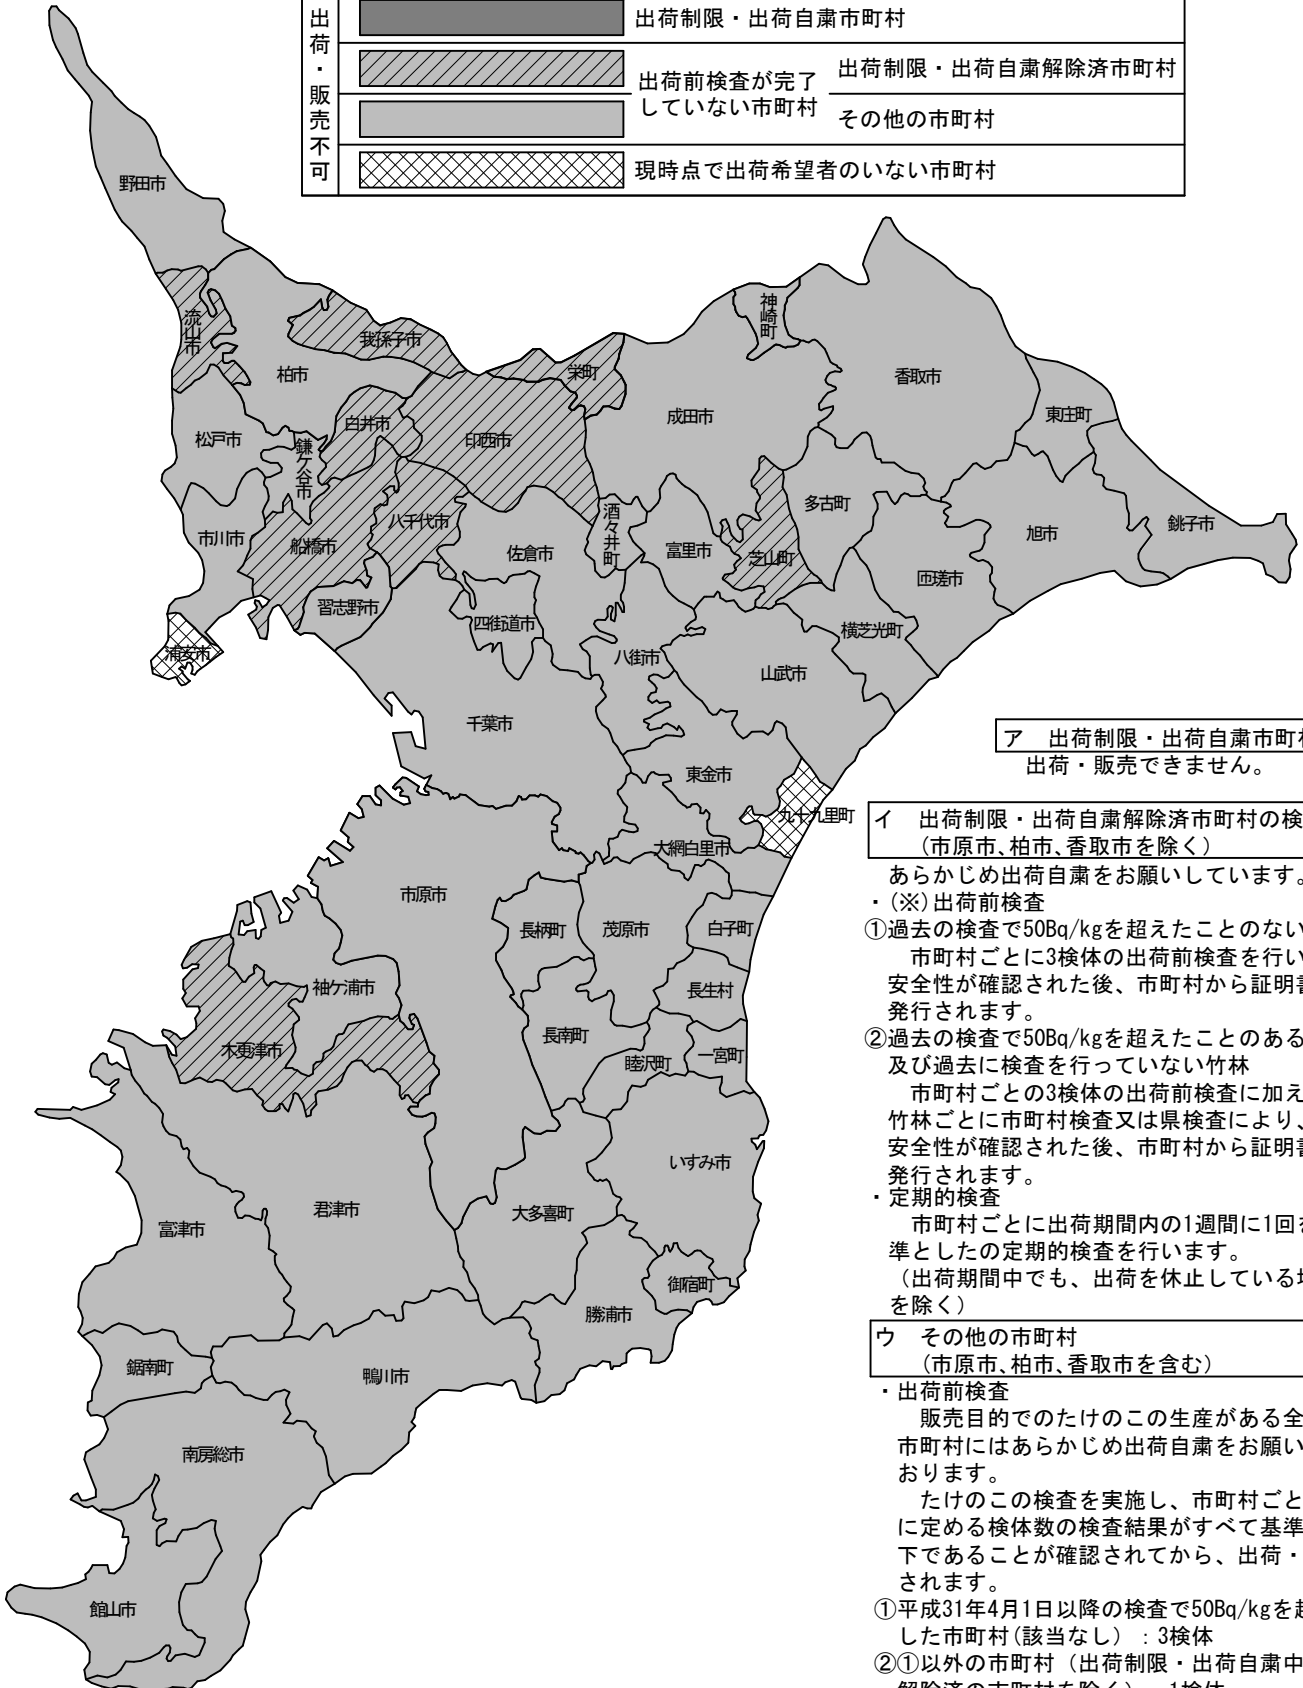 出荷・販売不可
出荷制限・出荷自粛市町村
出荷前検査が完了
していない市町村
出荷制限・出荷自粛解除済市町村
その他の市町村
現時点で出荷希望者のいない市町村
野田市
流山市
我孫子市
柏市
栄町
神崎町
香取市
成田市
東庄町
松戸市
鎌ケ谷市
白井市
印西市
多古町
銚子市
旭市
市川市
船橋市
八千代市
佐倉市
酒々井町
富里市
芝山町
匝瑳市
習志野市
四街道市
横芝光町
浦安市
八街市
山武市
千葉市
東金市
九十九里町
大網白里市
市原市
長柄町
茂原市
白子町
袖ケ浦市
長生村
木更津市
長南町
睦沢町
一宮町
いすみ市
富津市
君津市
大多喜町
御宿町
勝浦市
鋸南町
鴨川市
南房総市
館山市
ア　出荷制限・出荷自粛市町村
出荷・販売できません。
イ　出荷制限・出荷自粛解除済市町村の検
（市原市、柏市、香取市を除く）
あらかじめ出荷自粛をお願いしています。
・(※)出荷前検査
①過去の検査で50Bq/kgを超えたことのない
市町村ごとに3検体の出荷前検査を行い
安全性が確認された後、市町村から証明書
発行されます。
②過去の検査で50Bq/kgを超えたことのある
及び過去に検査を行っていない竹林
市町村ごとの3検体の出荷前検査に加え
竹林ごとに市町村検査又は県検査により、
安全性が確認された後、市町村から証明書
発行されます。
・定期的検査
市町村ごとに出荷期間内の1週間に1回を
準としたの定期的検査を行います。
（出荷期間中でも、出荷を休止している場
を除く）
ウ　その他の市町村
（市原市、柏市、香取市を含む）
・出荷前検査
販売目的でのたけのこの生産がある全
市町村にはあらかじめ出荷自粛をお願い
おります。
たけのこの検査を実施し、市町村ごと
に定める検体数の検査結果がすべて基準
下であることが確認されてから、出荷・
されます。
①平成31年4月1日以降の検査で50Bq/kgを超
した市町村(該当なし）：3検体
②①以外の市町村（出荷制限・出荷自粛中
解除済の市町村を除く）：1検体